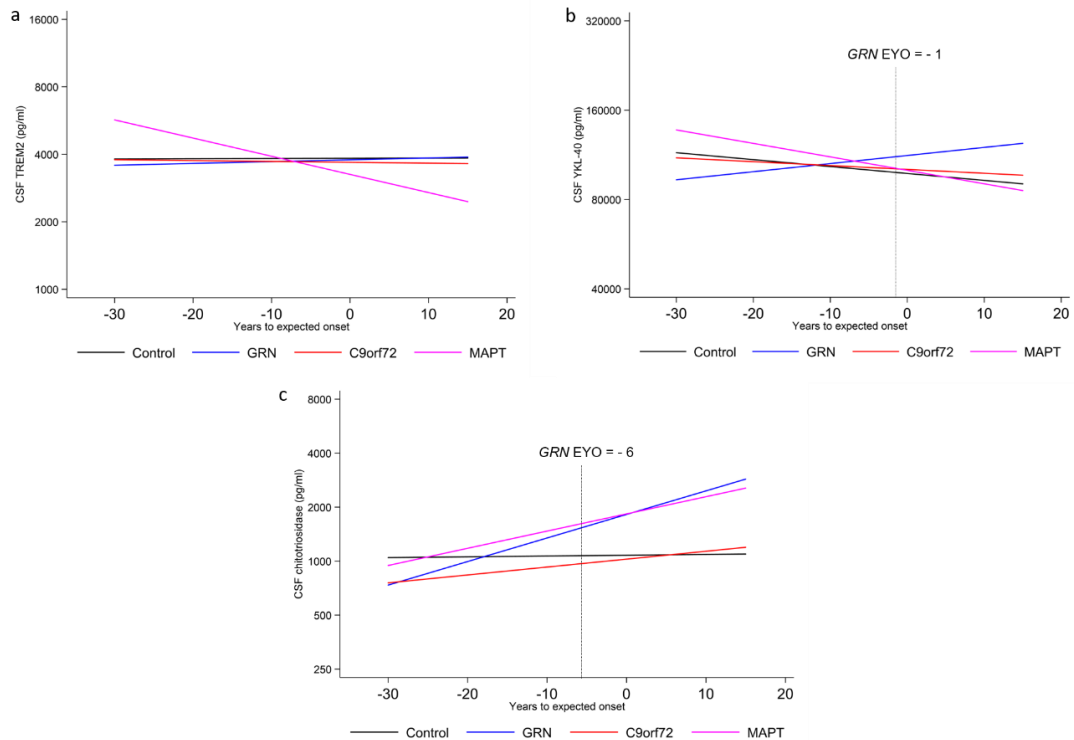 a
16000
8000
4000
2000
1000
CSF TREM2 (pg/ml)
-30 -20 -10 0 10 20
Years to expected onset
Control GRN C9orf72 MAPT
b
320000
160000
80000
40000
CSF YKL-40 (pg/ml)
GRN EYO = - 1
-30 -20 -10 0 10 20
Years to expected onset
Control GRN C9orf72 MAPT
c
8000
4000
2000
1000
500
250
CSF chitotriosidase (pg/ml)
GRN EYO = - 6
-30 -20 -10 0 10 20
Years to expected onset
Control GRN C9orf72 MAPT